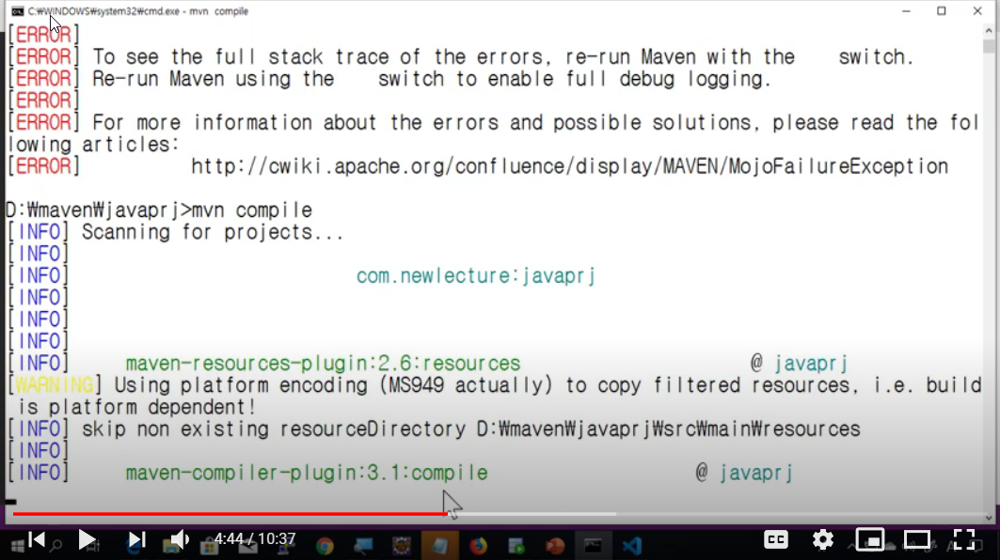 C:₩WINDOWS₩system32₩cmd.exe - mvn compile
[ERROR]
[ERROR] To see the full stack trace of the errors, re-run Maven with the switch.
[ERROR] Re-run Maven using the switch to enable full debug logging.
[ERROR]
[ERROR] For more information about the errors and possible solutions, please read the fol
lowing articles:
[ERROR] http://cwiki.apache.org/confluence/display/MAVEN/MojoFailureException
D:₩maven₩javaprj>mvn compile
[INFO] Scanning for projects...
[INFO]
[INFO] com.newlecture:javaprj
[INFO]
[INFO]
[INFO]
[INFO] maven-resources-plugin:2.6:resources @ javaprj
[WARNING] Using platform encoding (MS949 actually) to copy filtered resources, i.e. build
is platform dependent!
[INFO] skip non existing resourceDirectory D:₩maven₩javaprj₩src₩main₩resources
[INFO]
[INFO] maven-compiler-plugin:3.1:compile @ javaprj
4:44 / 10:37
CC